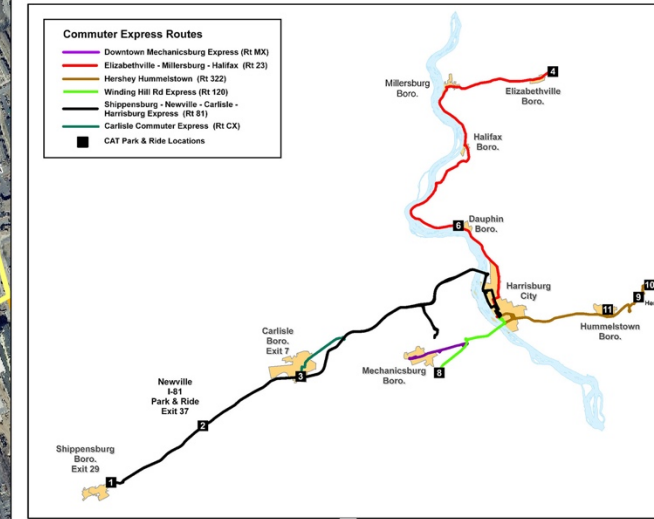 Commuter Express Routes
Downtown Mechanicsburg Express (Rt MX)
Elizabethville - Millersburg - Halifax (Rt 23)
Hershey Hummelstown (Rt 322)
Winding Hill Rd Express (Rt 120)
Shippensburg - Newville - Carlisle -
Harrisburg Express (Rt 81)
Carlisle Commuter Express (Rt CX)
CAT Park & Ride Locations
4
Millersburg
Boro.
Elizabethville
Boro.
Halifax
Boro.
6
Dauphin
Boro.
Harrisburg
City
10
9
He
11
Hummelstown
Boro.
Carlisle
Boro.
Exit 7
3
Mechanicsburg
Boro.
8
Newville
I-81
Park & Ride
Exit 37
2
Shippensburg
Boro.
Exit 29
1